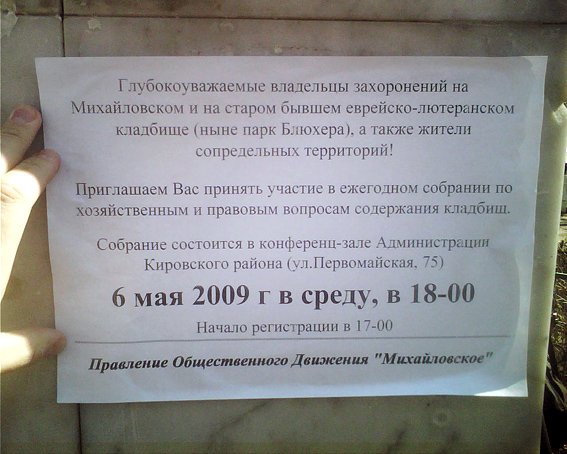 Глубокоуважаемые владельцы захоронений на
Михайловском и на старом бывшем еврейско-лютеранском
кладбище (ныне парк Блюхера), а также жители
сопредельных территорий!
Приглашаем Вас принять участие в ежегодном собрании по
хозяйственным и правовым вопросам содержания кладбищ.
Собрание состоится в конференц-зале Администрации
Кировского района (ул.Первомайская, 75)
6 мая 2009 г в среду, в 18-00
Начало регистрации в 17-00
Правление Общественного Движения "Михайловское"